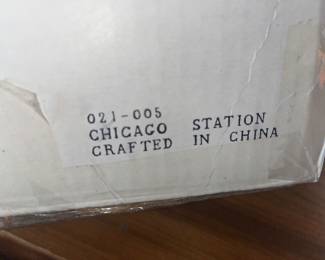 021-005
CHICAGO STATION
CRAFTED IN CHINA